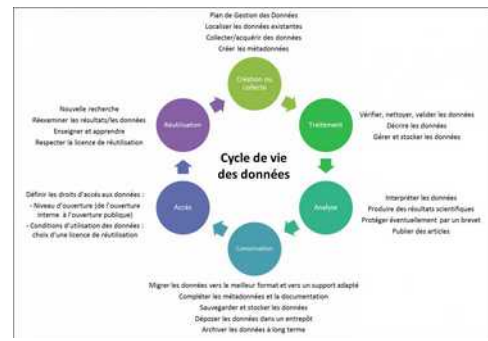 Plan de Gestion des Données
Localiser les données existantes
Collecter/acquérir des données
Créer les métadonnées
Création ou
collecte
Traitement
Vérifier, nettoyer, valider les données
Décrire les données
Gérer et stocker les données
Analyse
Interpréter les données
Produire des résultats scientifiques
Protéger éventuellement par un brevet
Publier des articles
Conservation
Migrer les données vers le meilleur format et vers un support adapté
Compléter les métadonnées et la documentation
Sauvegarder et stocker les données
Déposer les données dans un entrepôt
Archiver les données à long terme
Accès
Définir les droits d'accès aux données :
- Niveau d'ouverture (de l'ouverture
interne à l'ouverture publique)
- Conditions d'utilisation des données :
choix d'une licence de réutilisation
Réutilisation
Nouvelle recherche
Réexaminer les résultats/les données
Enseigner et apprendre
Respecter la licence de réutilisation
Cycle de vie
des données